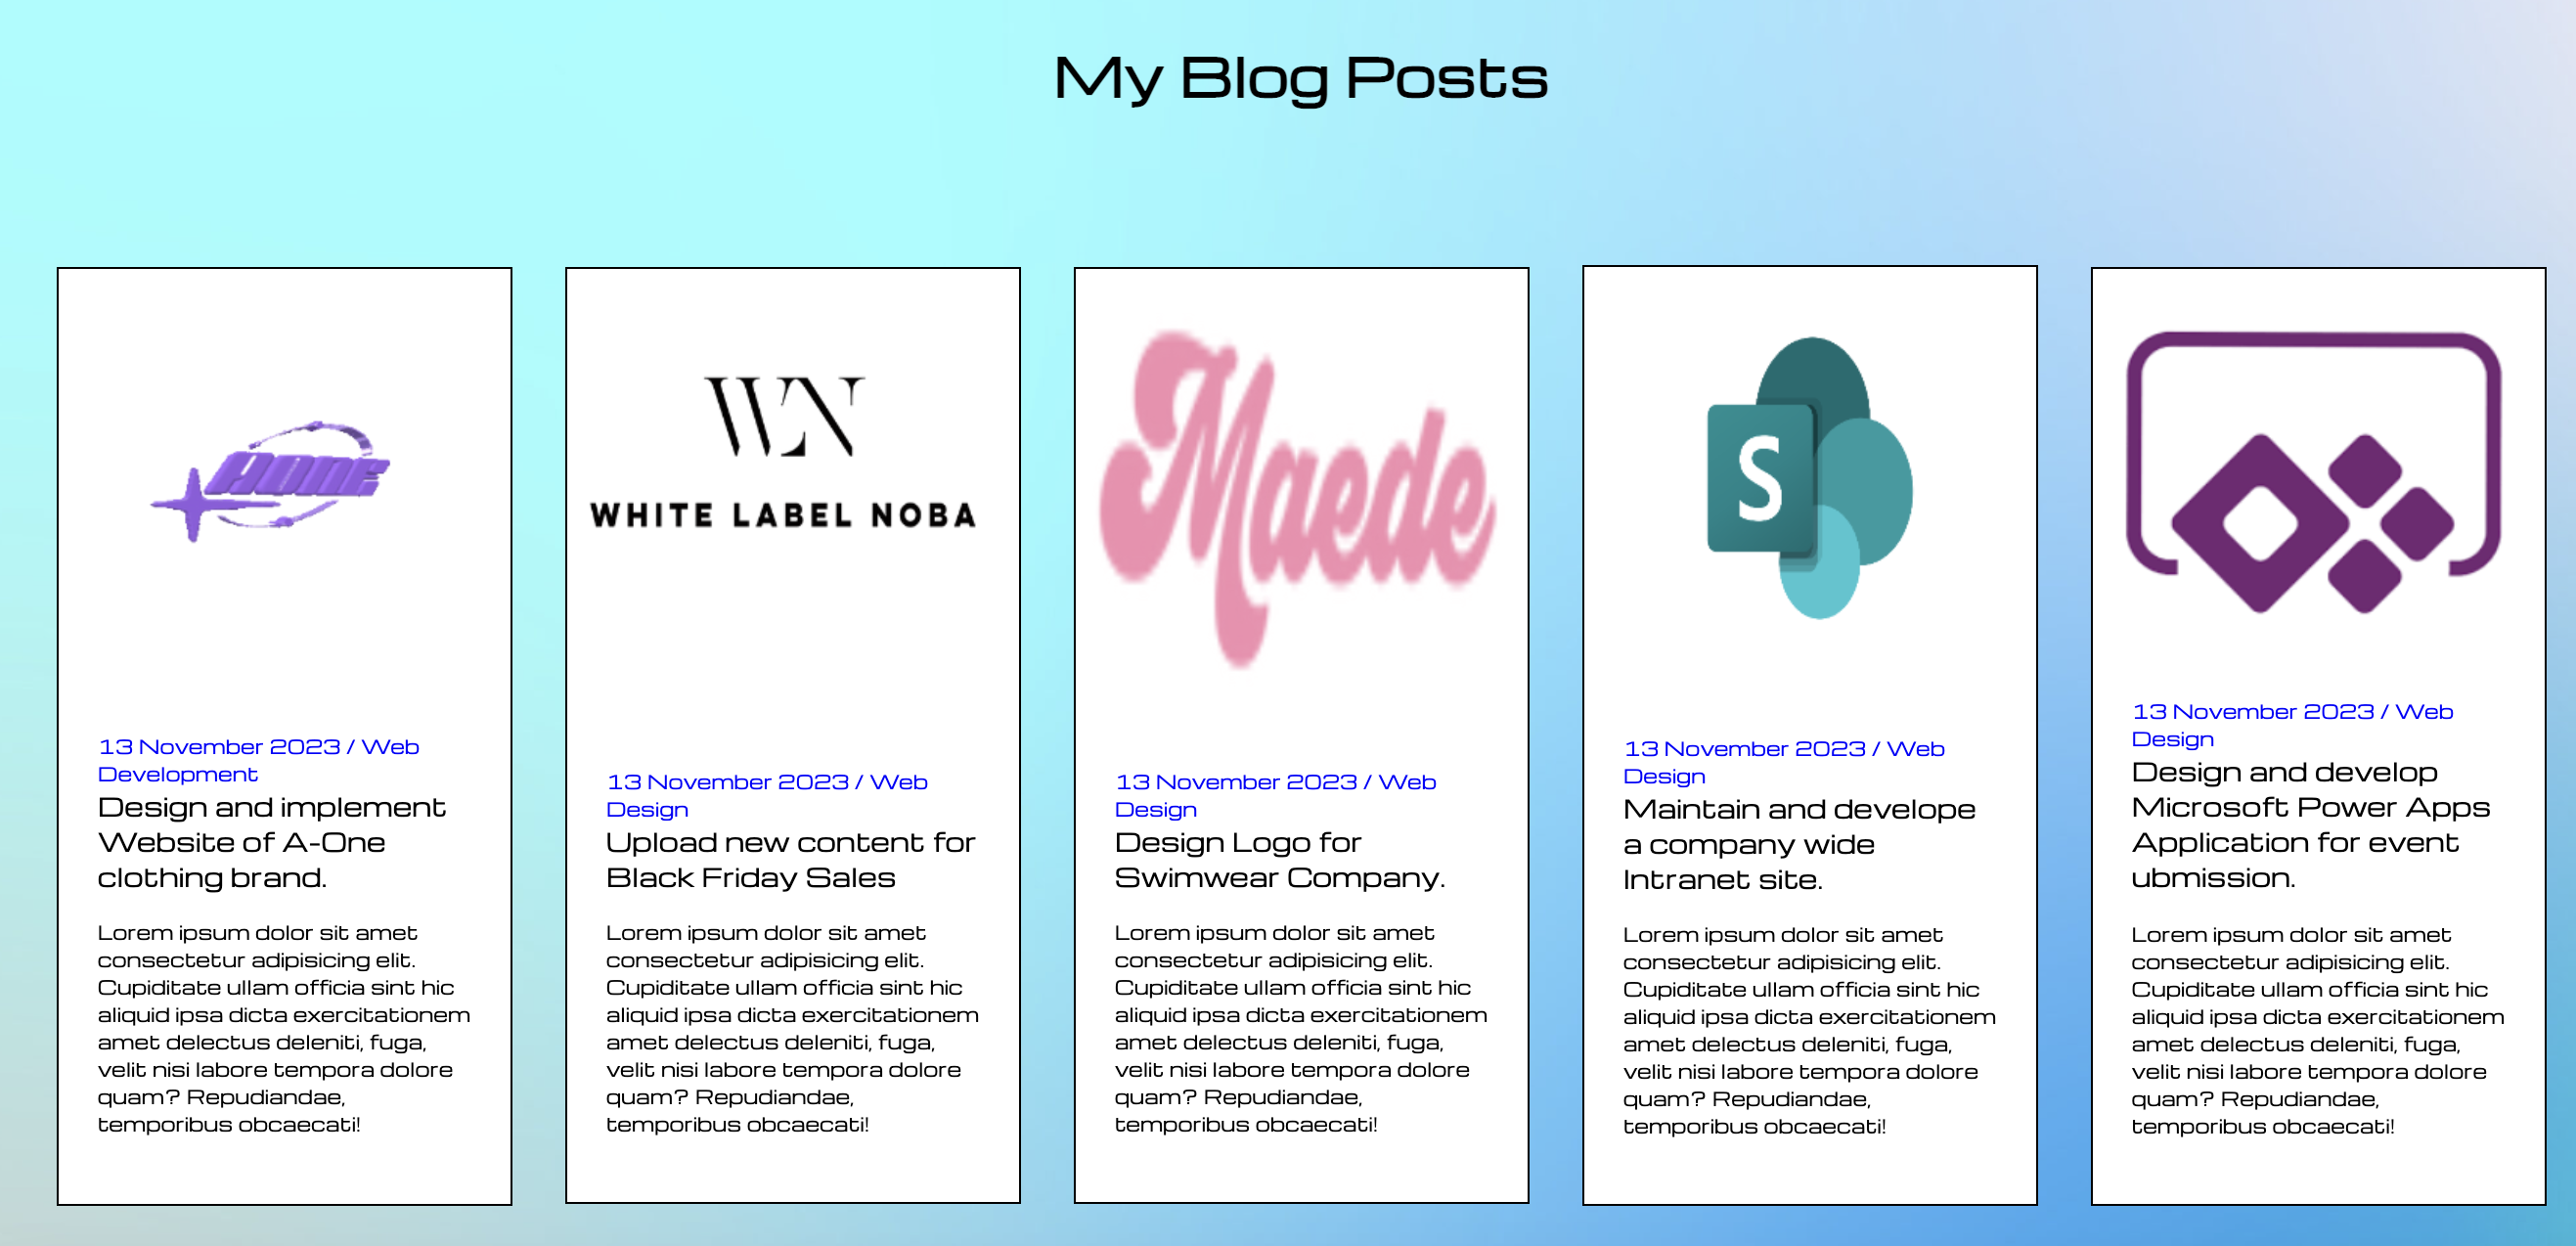 My Blog Posts
AONE
13 November 2023 / Web
Development
Design and implement
Website of A-One
clothing brand.
Lorem ipsum dolor sit amet
consectetur adipisicing elit.
Cupiditate ullam officia sint hic
aliquid ipsa dicta exercitationem
amet delectus deleniti, fuga,
velit nisi labore tempora dolore
quam? Repudiandae,
temporibus obcaecati!
WN
WHITE LABEL NOBA
13 November 2023 / Web
Design
Upload new content for
Black Friday Sales
Lorem ipsum dolor sit amet
consectetur adipisicing elit.
Cupiditate ullam officia sint hic
aliquid ipsa dicta exercitationem
amet delectus deleniti, fuga,
velit nisi labore tempora dolore
quam? Repudiandae,
temporibus obcaecati!
Maede
13 November 2023 / Web
Design
Design Logo for
Swimwear Company.
Lorem ipsum dolor sit amet
consectetur adipisicing elit.
Cupiditate ullam officia sint hic
aliquid ipsa dicta exercitationem
amet delectus deleniti, fuga,
velit nisi labore tempora dolore
quam? Repudiandae,
temporibus obcaecati!
S
13 November 2023 / Web
Design
Maintain and develope
a company wide
Intranet site.
Lorem ipsum dolor sit amet
consectetur adipisicing elit.
Cupiditate ullam officia sint hic
aliquid ipsa dicta exercitationem
amet delectus deleniti, fuga,
velit nisi labore tempora dolore
quam? Repudiandae,
temporibus obcaecati!
13 November 2023 / Web
Design
Design and develop
Microsoft Power Apps
Application for event
ubmission.
Lorem ipsum dolor sit amet
consectetur adipisicing elit.
Cupiditate ullam officia sint hic
aliquid ipsa dicta exercitationem
amet delectus deleniti, fuga,
velit nisi labore tempora dolore
quam? Repudiandae,
temporibus obcaecati!